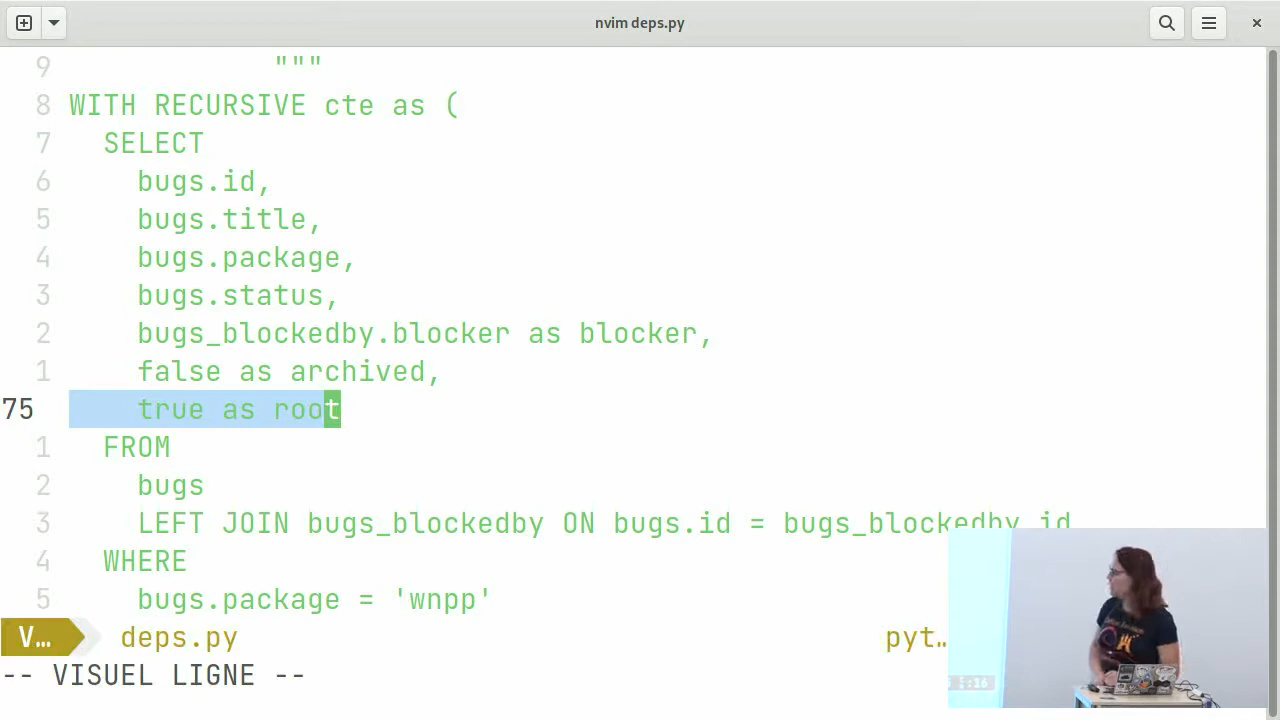 nvim deps.py
9 """
8 WITH RECURSIVE cte as (
7 SELECT
6 bugs.id,
5 bugs.title,
4 bugs.package,
3 bugs.status,
2 bugs_blockedby.blocker as blocker,
1 false as archived,
75 true as root
1 FROM
2 bugs
3 LEFT JOIN bugs_blockedby ON bugs.id = bugs_blockedby.id
4 WHERE
5 bugs.package = 'wnpp'
V… deps.py pyt…
-- VISUEL LIGNE --